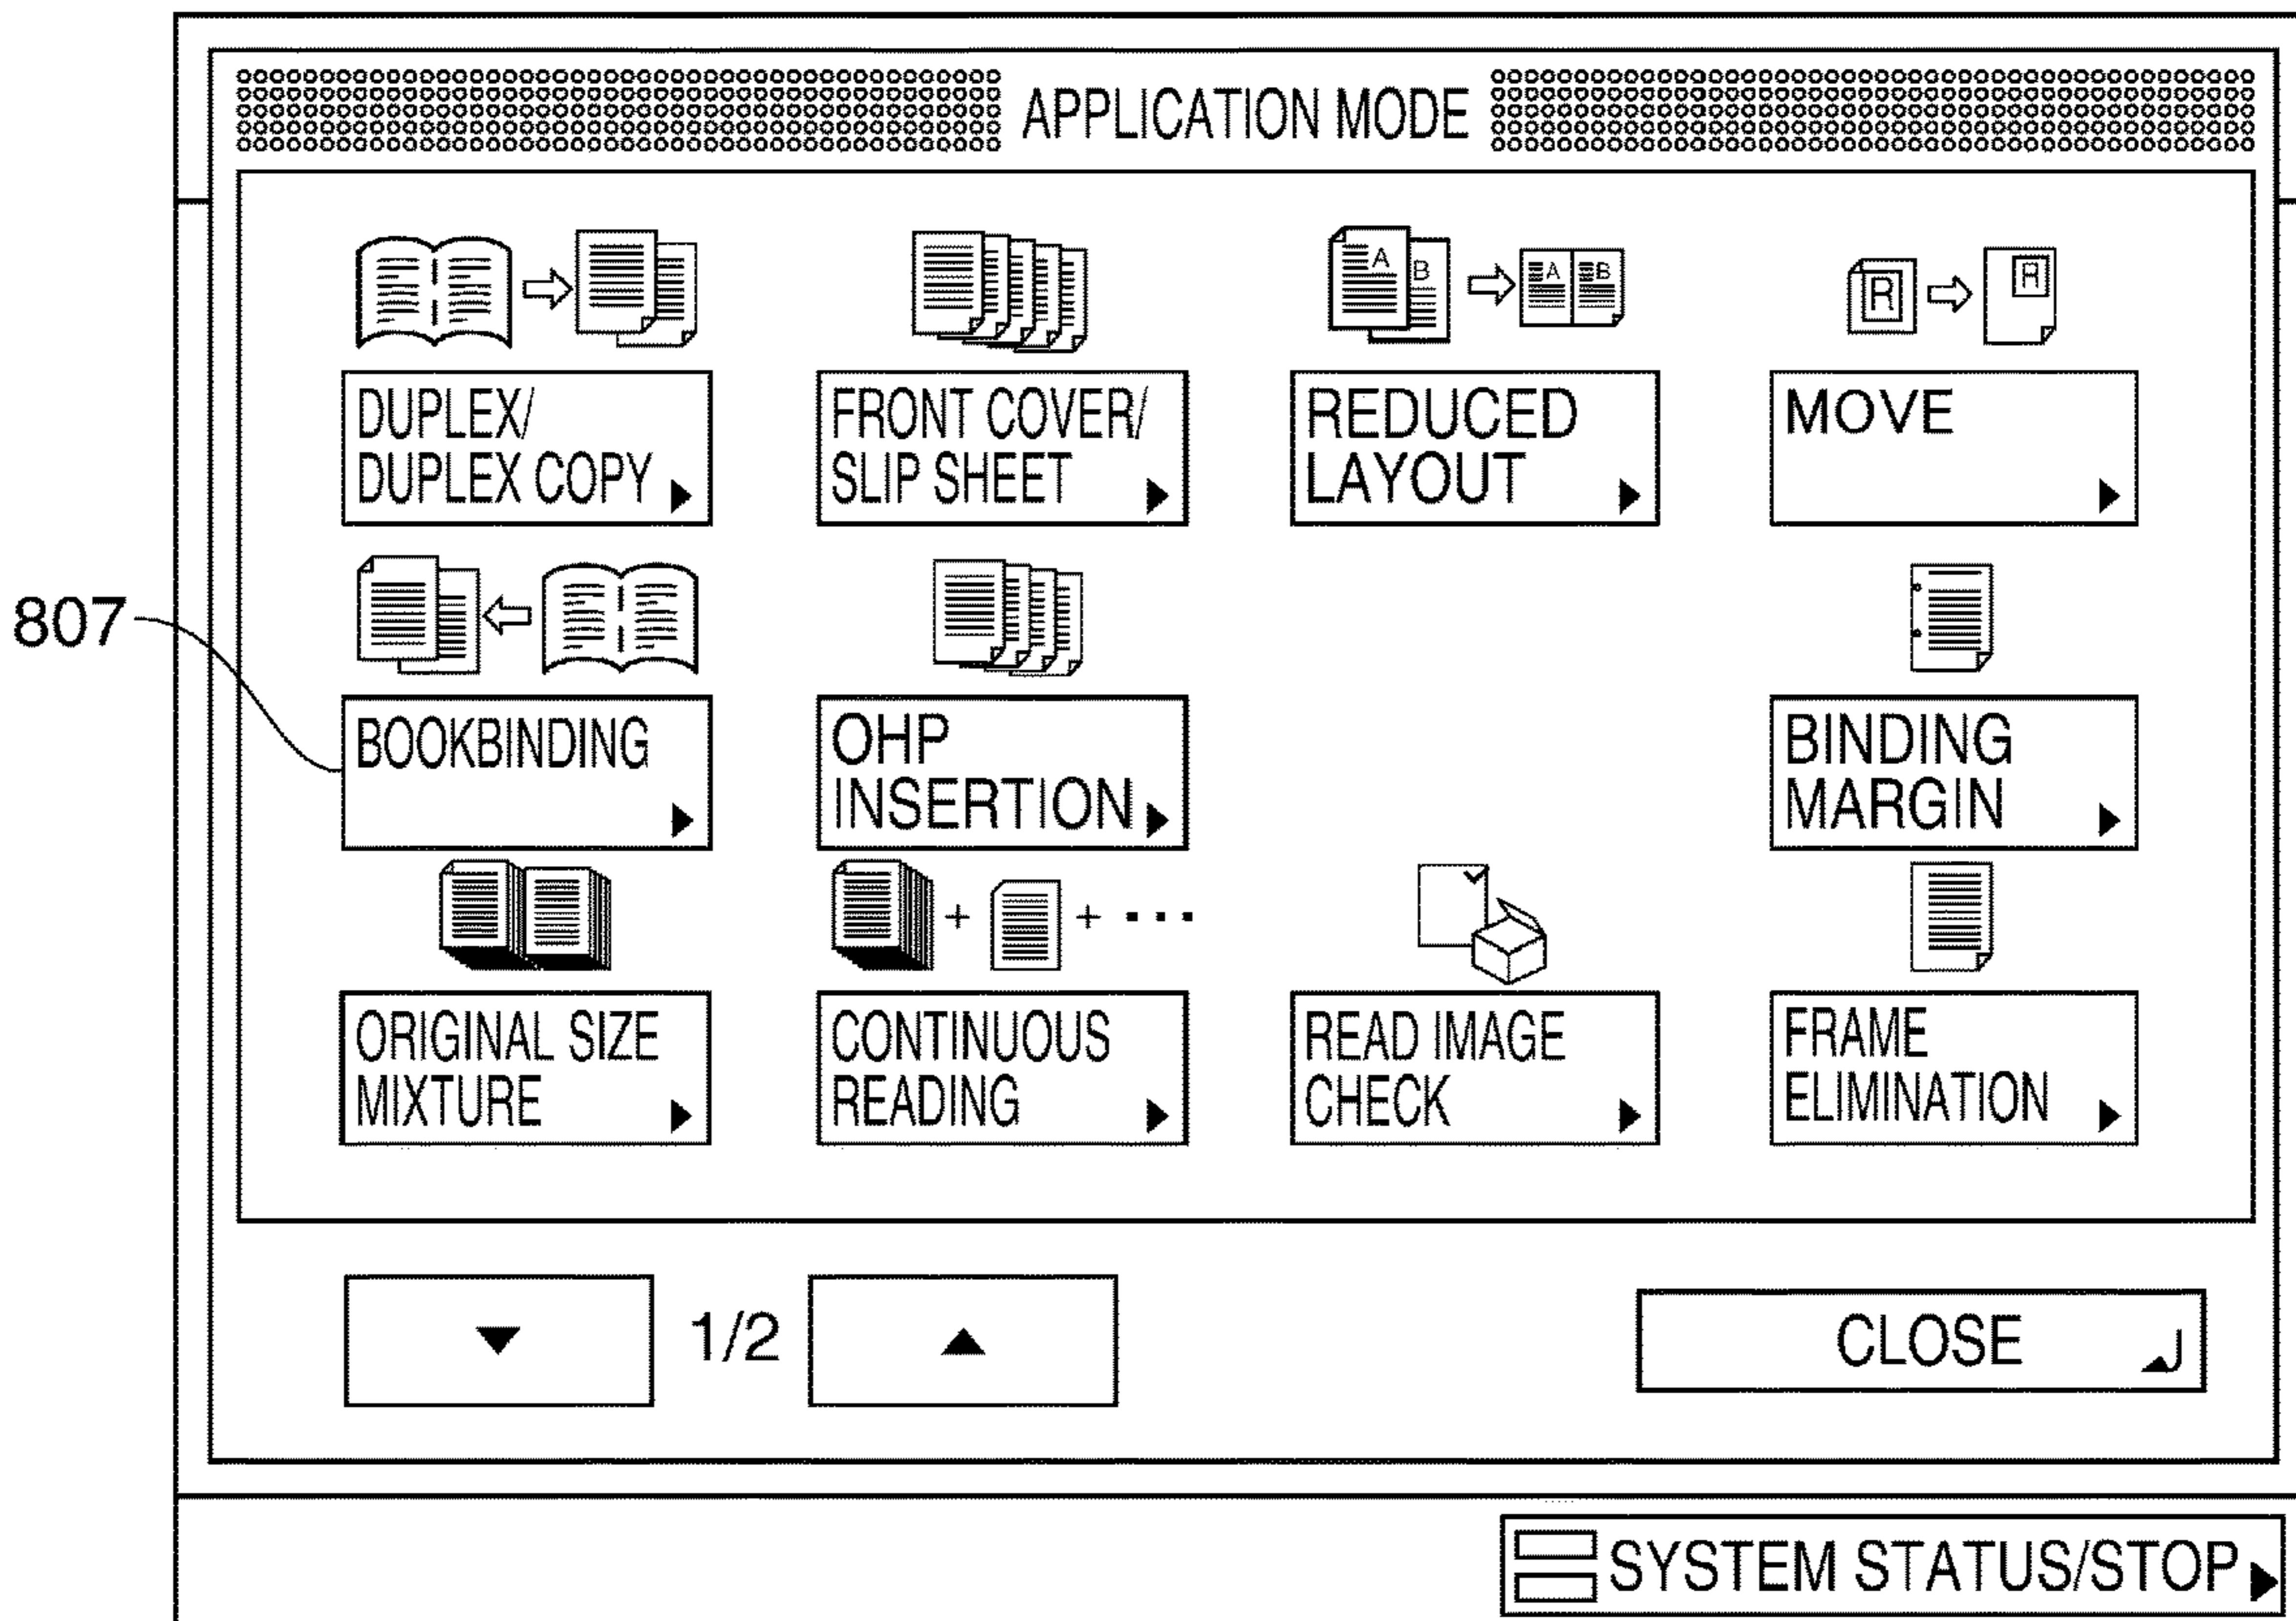 APPLICATION MODE
A B A B
R R
DUPLEX/
DUPLEX COPY
FRONT COVER/
SLIP SHEET
REDUCED
LAYOUT
MOVE
807
BOOKBINDING
OHP
INSERTION
BINDING
MARGIN
+ + ...
ORIGINAL SIZE
MIXTURE
CONTINUOUS
READING
READ IMAGE
CHECK
FRAME
ELIMINATION
1/2
CLOSE
SYSTEM STATUS/STOP